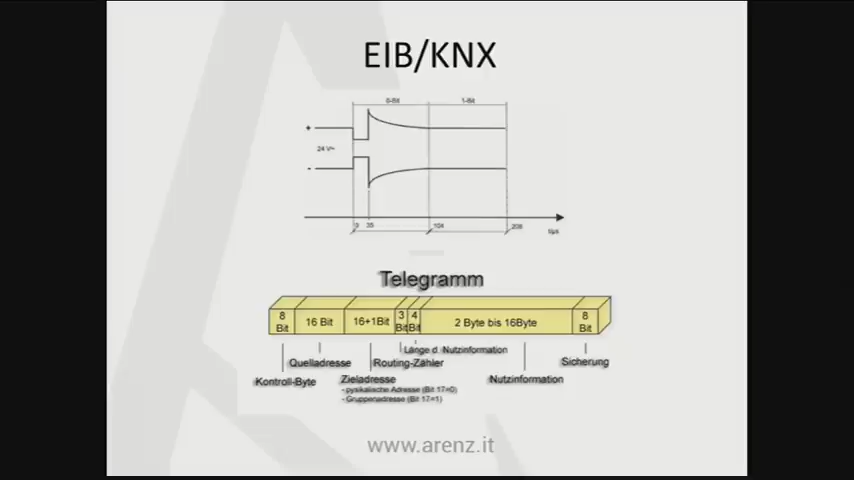 EIB/KNX
0-Bit 1-Bit
+
24 V=
-
0 35 104 208 t/µs
Telegramm
8 Bit 16 Bit 16+1Bit 3 Bit 4 Bit 2 Byte bis 16Byte 8 Bit
Länge d. Nutzinformation
Quelladresse Routing-Zähler Sicherung
Kontroll-Byte Zieladresse Nutzinformation
- pysikalische Adresse (Bit 17=0)
- Gruppenadresse (Bit 17=1)
www.arenz.it